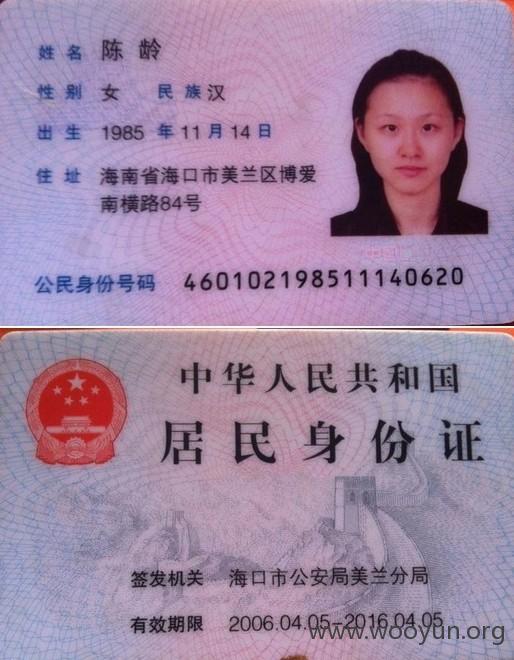 姓名 陈龄
性别 女 民族 汉
出生 1985 年 11 月 14 日
住址 海南省海口市美兰区博爱
南横路84号
公民身份号码 460102198511140620
中华人民共和国
居民身份证
签发机关 海口市公安局美兰分局
有效期限 2006.04.05-2016.04.05
www.wooyun.org